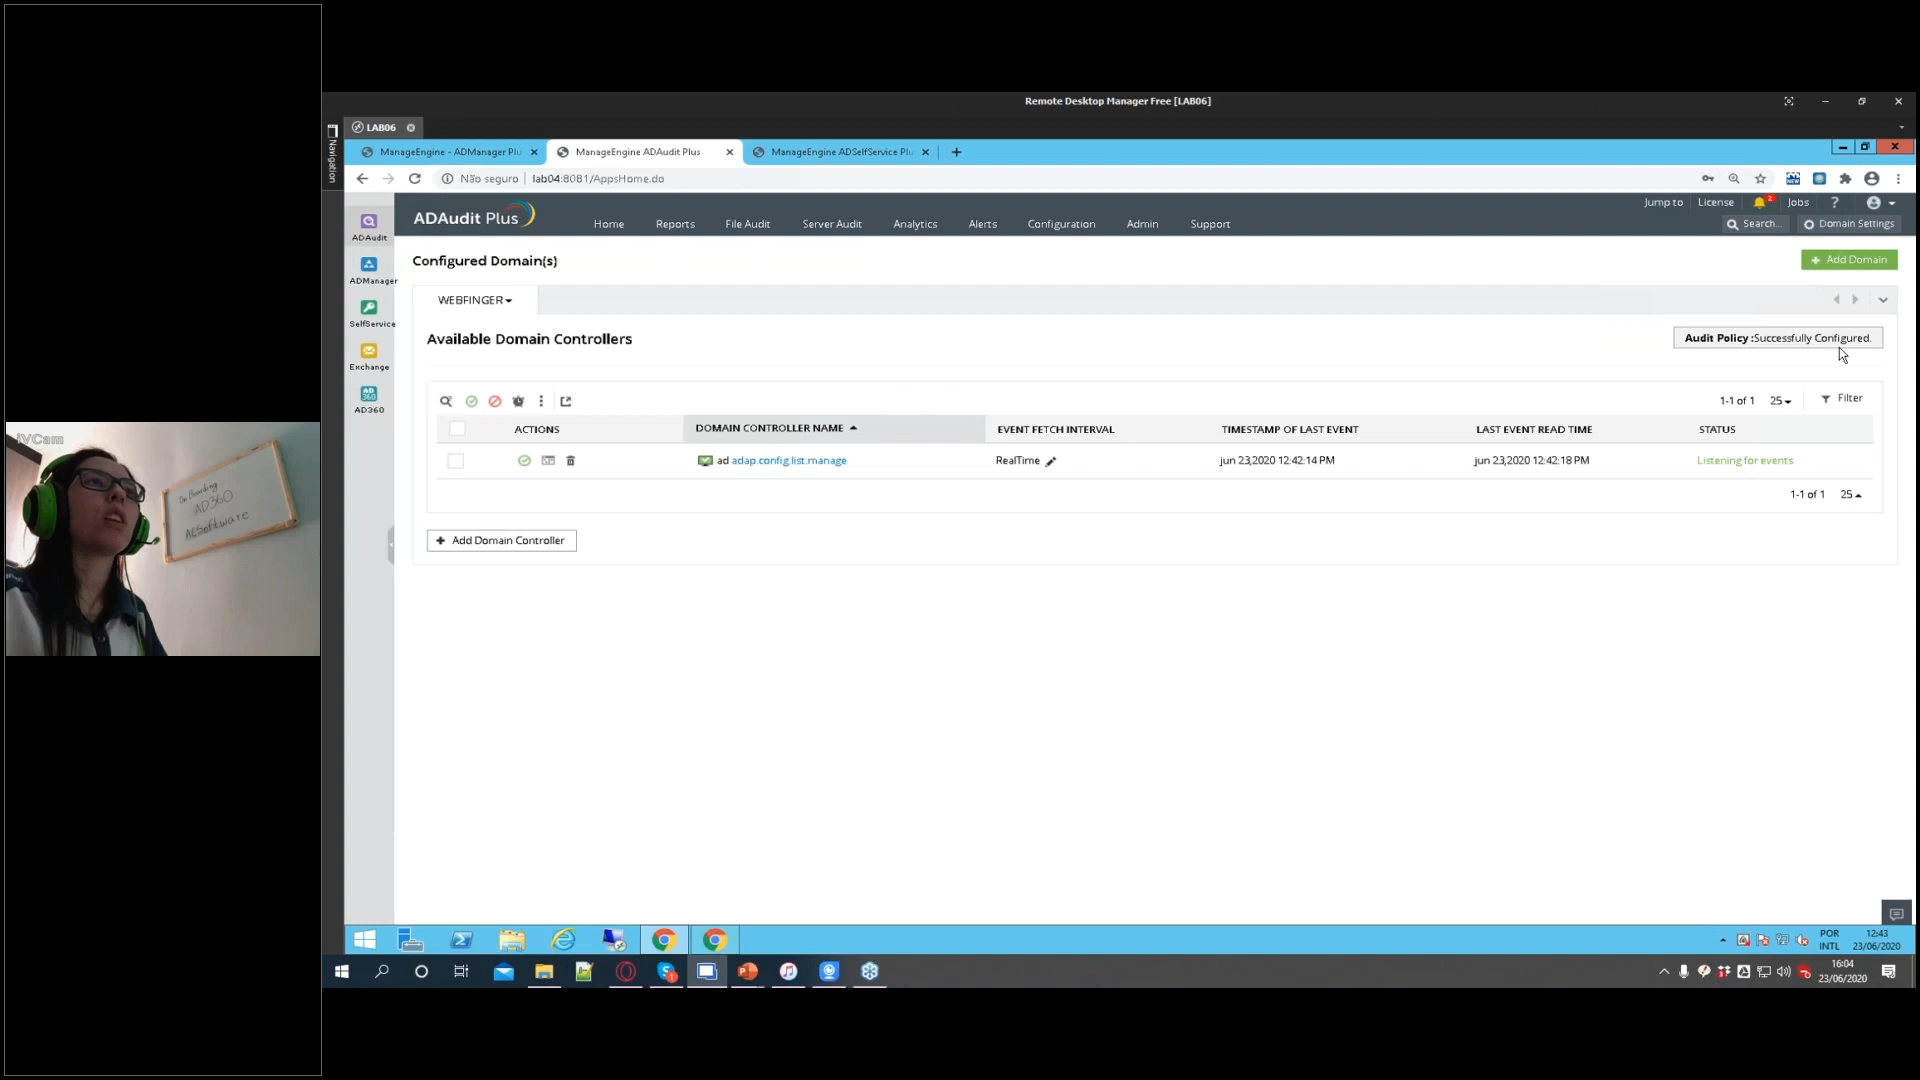 iVCam
On Boarding
AD360
ACSoftware
Remote Desktop Manager Free [LAB06]
Navigation
LAB06
ManageEngine - ADManager Plu
ManageEngine ADAudit Plus
ManageEngine ADSelfService Plu
Não seguro | lab04:8081/AppsHome.do
ADAudit Plus
Home Reports File Audit Server Audit Analytics Alerts Configuration Admin Support
Jump to License 2 Jobs ?
Search... Domain Settings
ADAudit
ADManager
SelfService
Exchange
AD360
Configured Domain(s)
Add Domain
WEBFINGER
Available Domain Controllers
Audit Policy :Successfully Configured.
1-1 of 1 25 Filter
ACTIONS DOMAIN CONTROLLER NAME EVENT FETCH INTERVAL TIMESTAMP OF LAST EVENT LAST EVENT READ TIME STATUS
ad adap.config.list.manage RealTime jun 23,2020 12:42:14 PM jun 23,2020 12:42:18 PM Listening for events
1-1 of 1 25
Add Domain Controller
POR 12:43
INTL 23/06/2020
16:04
23/06/2020